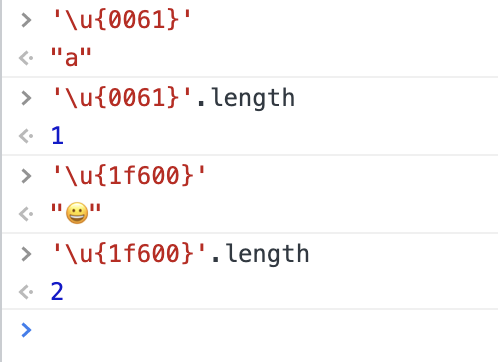 > '\u{0061}'
<· "a"
> '\u{0061}'.length
<· 1
> '\u{1f600}'
<· "😀"
> '\u{1f600}'.length
<· 2
>